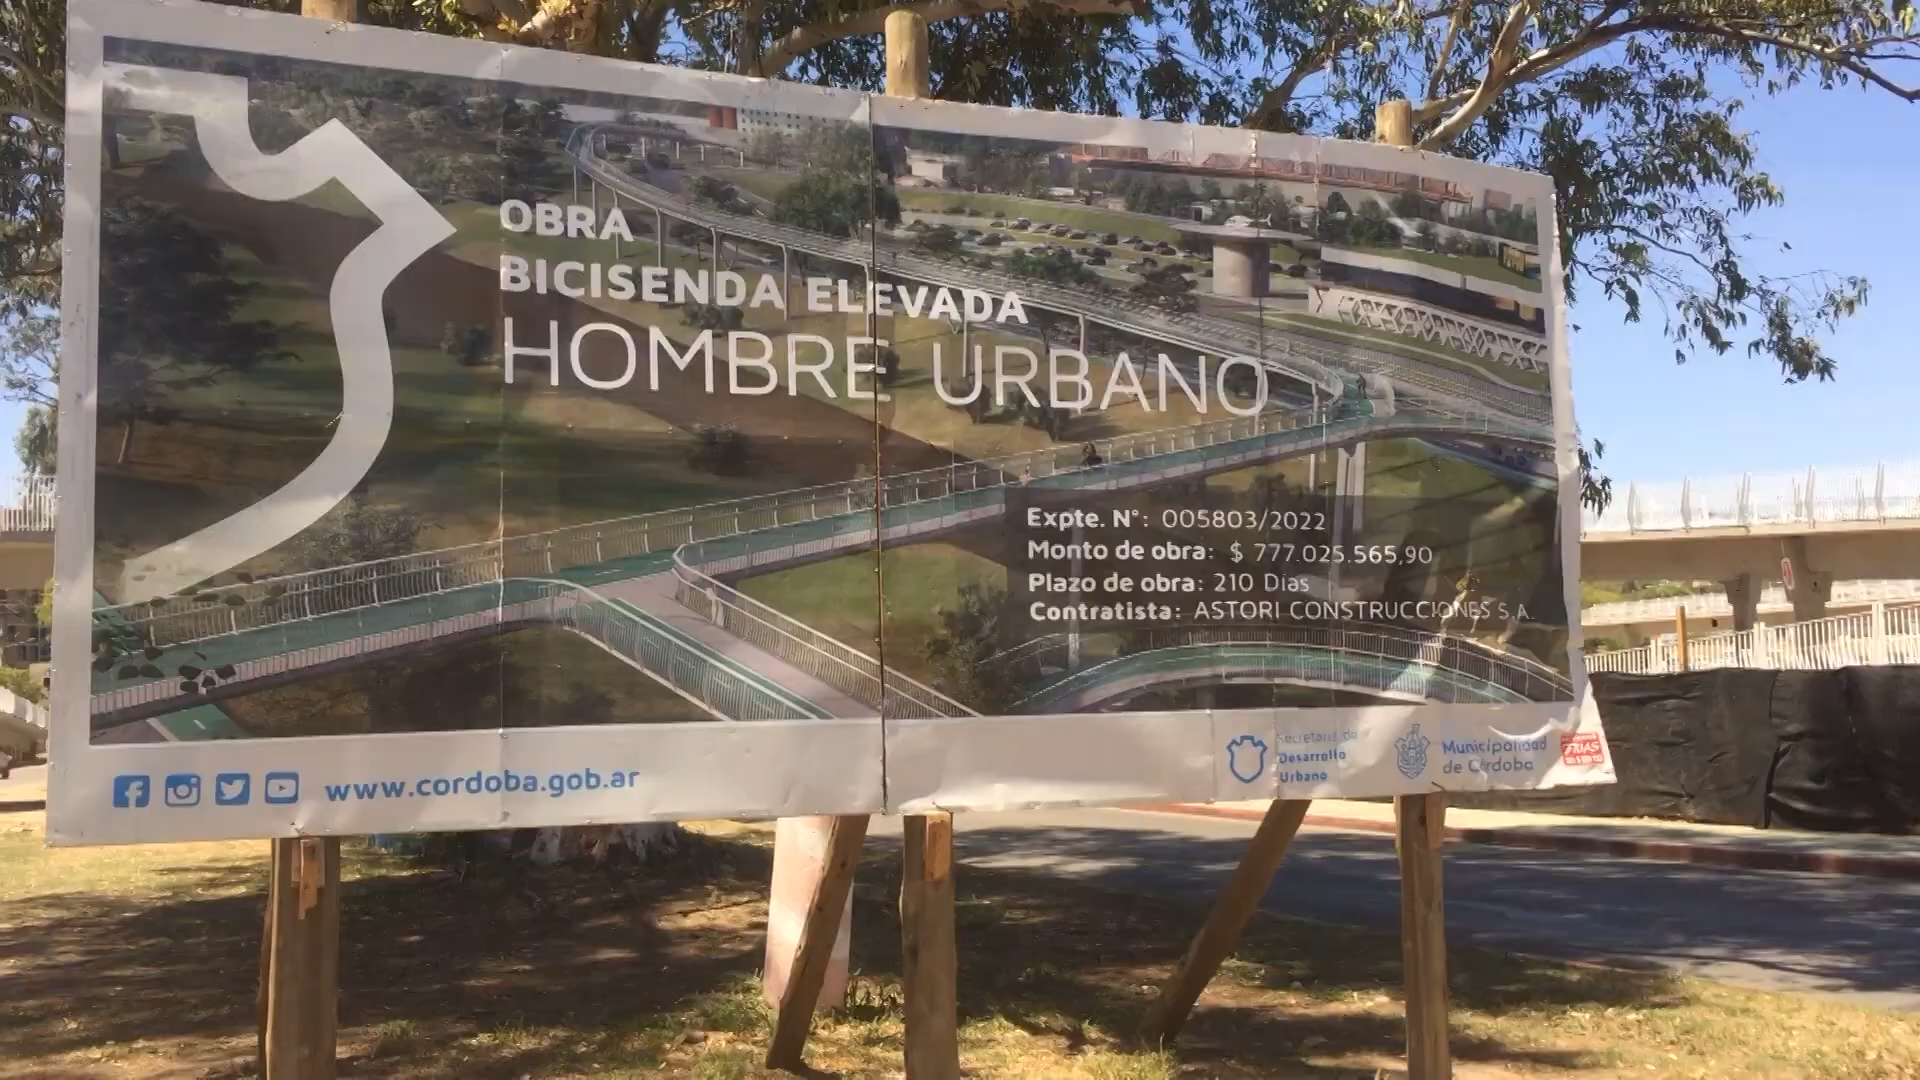 OBRA
BICISENDA ELEVADA
HOMBRE URBANO
Expte. N°: 005803/2022
Monto de obra: $ 777.025.565,90
Plazo de obra: 210 Días
Contratista: ASTORI CONSTRUCCIONES S.A.
www.cordoba.gob.ar
Secretaría de
Desarrollo
Urbano
Municipalidad
de Córdoba
FRIAS